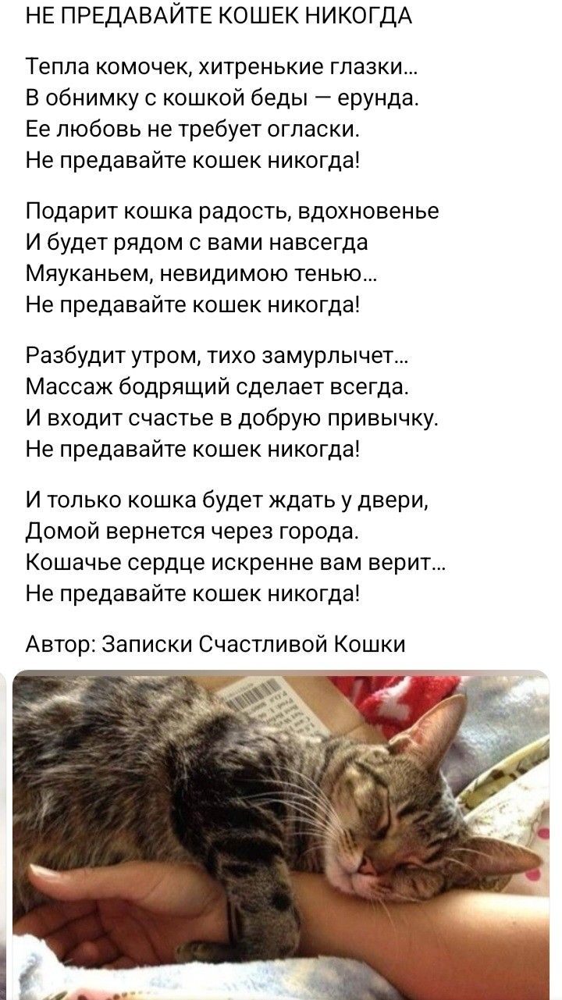 НЕ ПРЕДАВАЙТЕ КОШЕК НИКОГДА
Тепла комочек, хитренькие глазки...
В обнимку с кошкой беды — ерунда.
Ее любовь не требует огласки.
Не предавайте кошек никогда!
Подарит кошка радость, вдохновенье
И будет рядом с вами навсегда
Мяуканьем, невидимою тенью...
Не предавайте кошек никогда!
Разбудит утром, тихо замурлычет...
Массаж бодрящий сделает всегда.
И входит счастье в добрую привычку.
Не предавайте кошек никогда!
И только кошка будет ждать у двери,
Домой вернется через города.
Кошачье сердце искренне вам верит...
Не предавайте кошек никогда!
Автор: Записки Счастливой Кошки